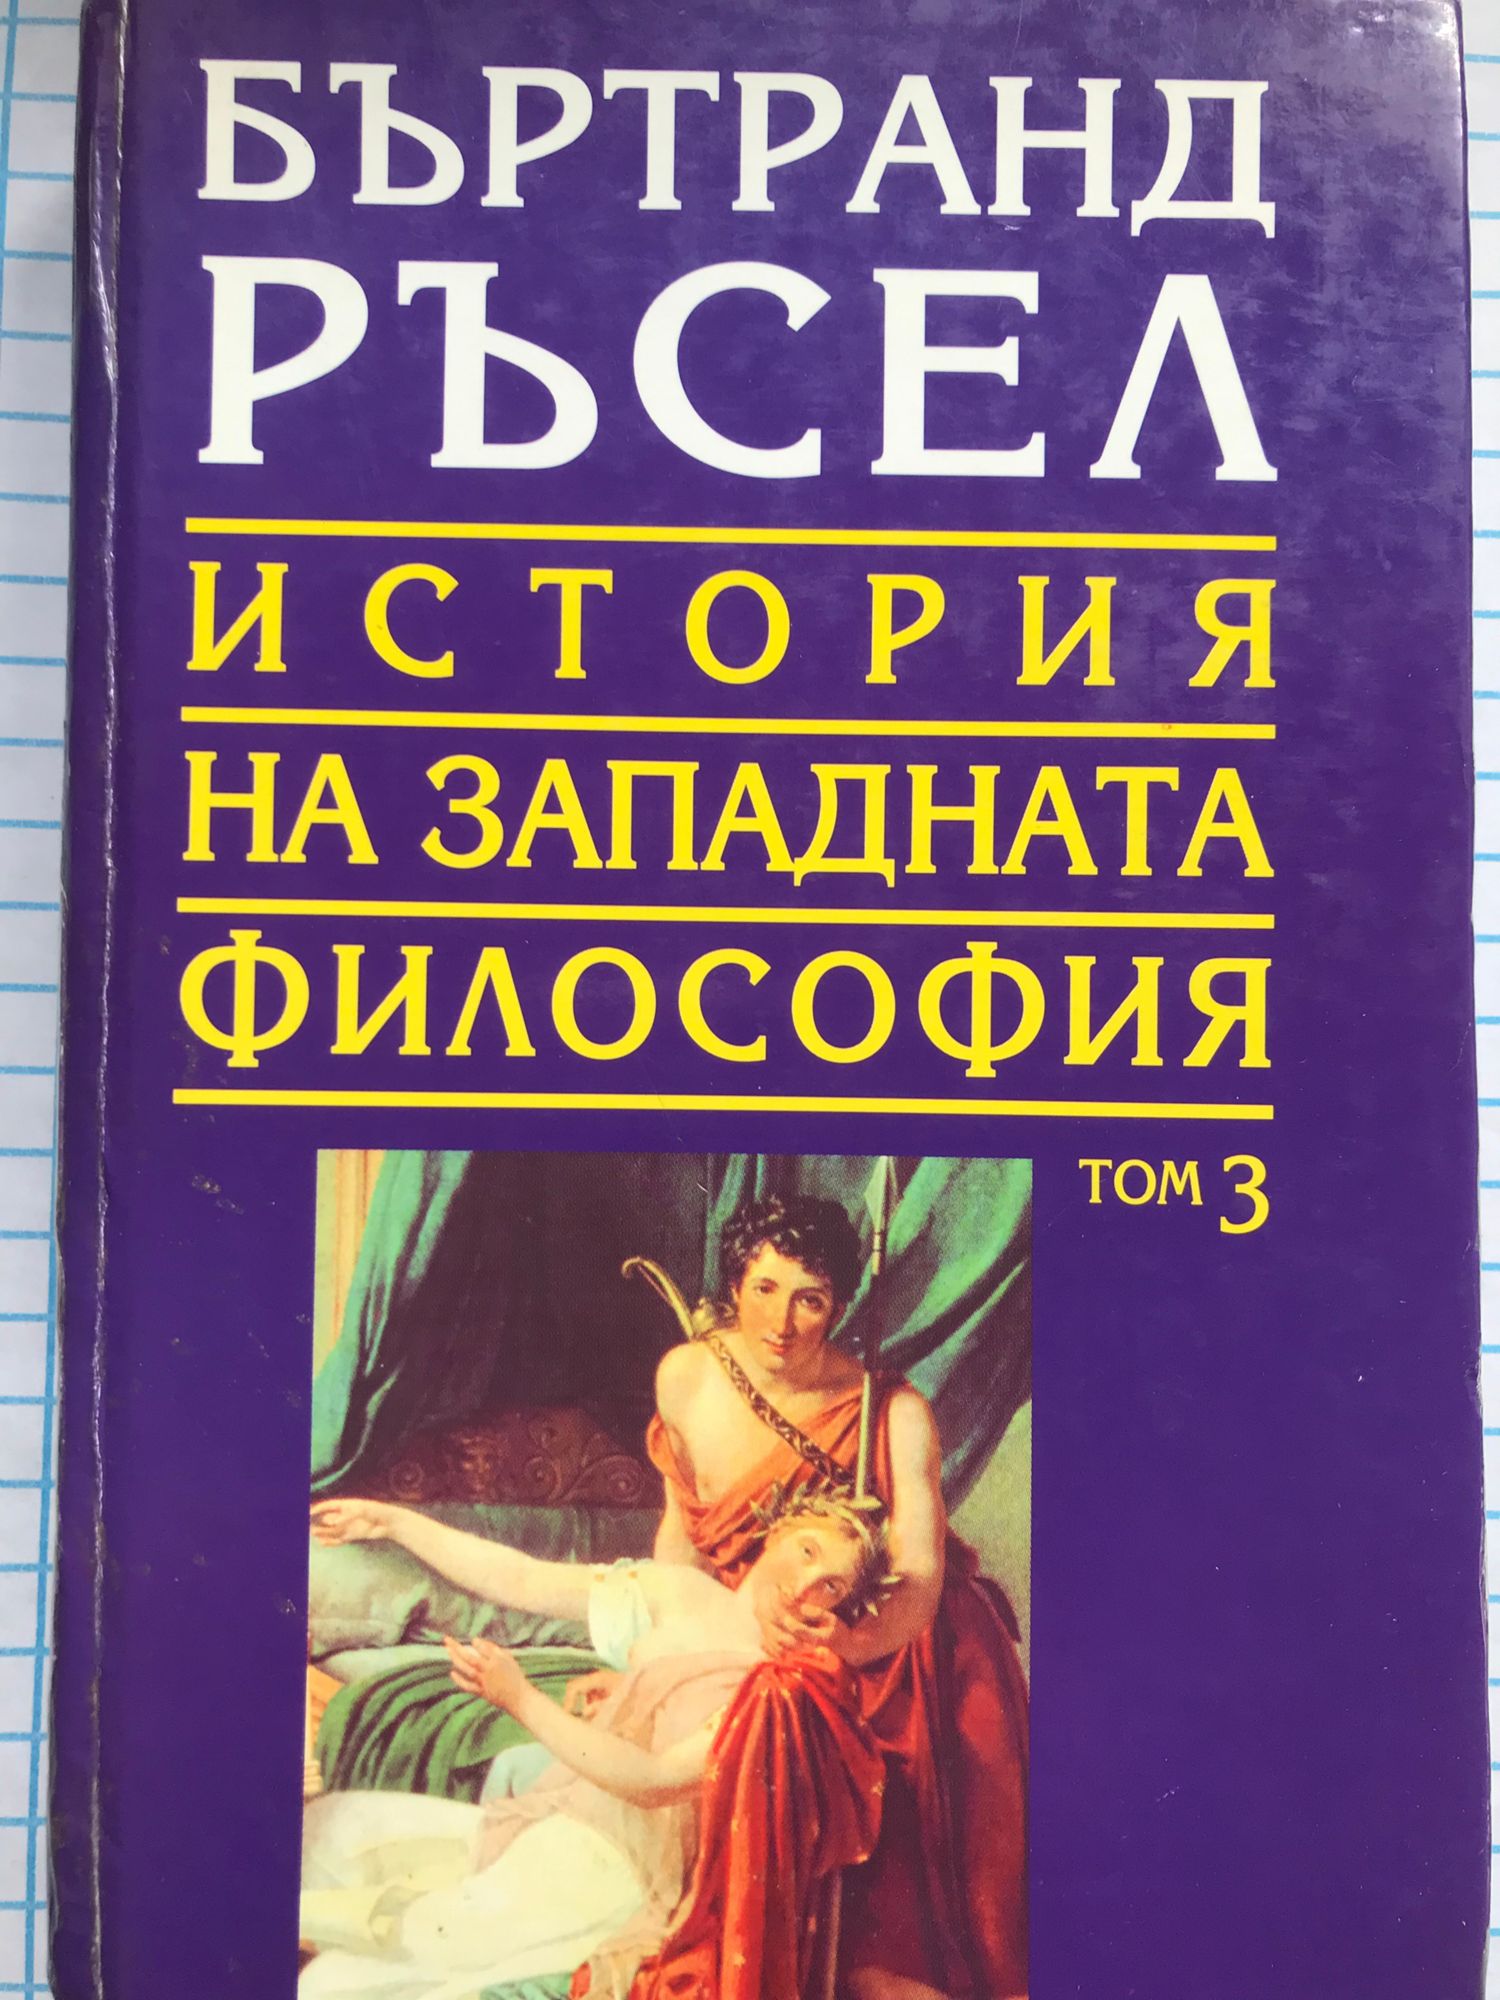 БЪРТРАНД
РЪСЕЛ
ИСТОРИЯ
НА ЗАПАДНАТА
ФИЛОСОФИЯ
ТОМ 3